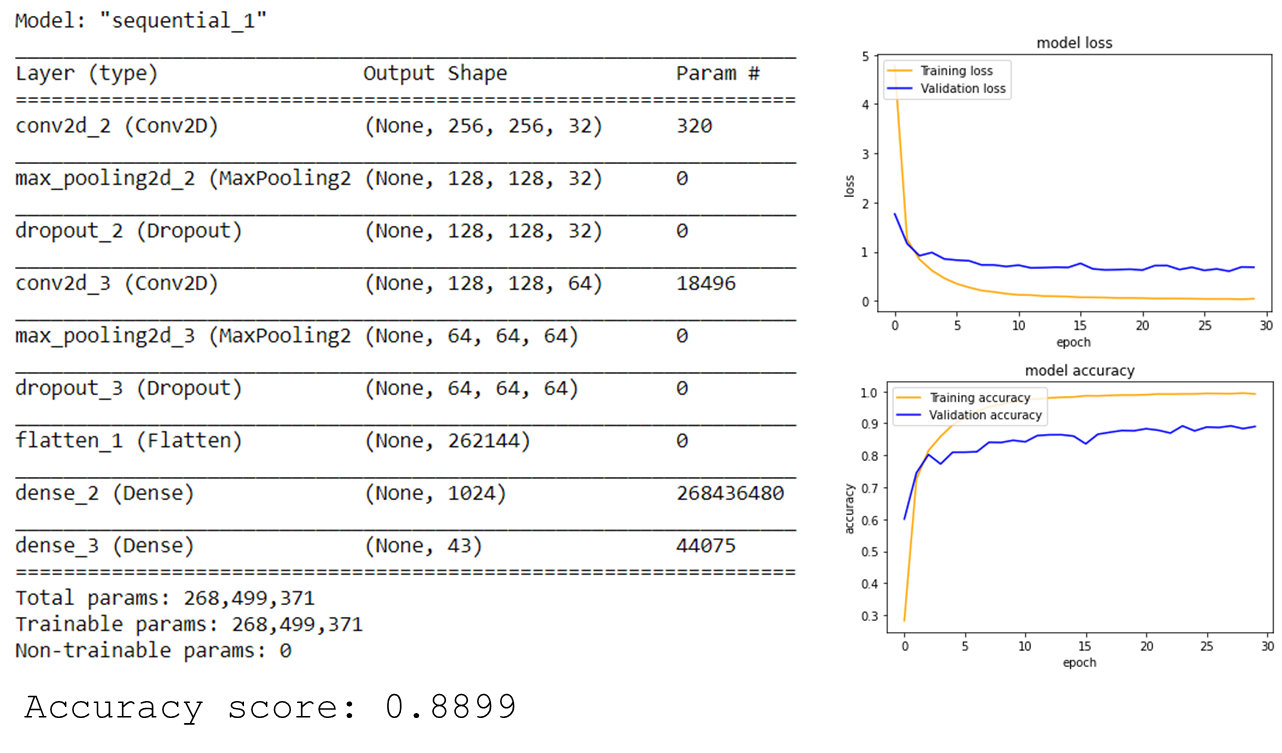 Model: "sequential_1"
Layer (type) Output Shape Param #
conv2d_2 (Conv2D) (None, 256, 256, 32) 320
max_pooling2d_2 (MaxPooling2 (None, 128, 128, 32) 0
dropout_2 (Dropout) (None, 128, 128, 32) 0
conv2d_3 (Conv2D) (None, 128, 128, 64) 18496
max_pooling2d_3 (MaxPooling2 (None, 64, 64, 64) 0
dropout_3 (Dropout) (None, 64, 64, 64) 0
flatten_1 (Flatten) (None, 262144) 0
dense_2 (Dense) (None, 1024) 268436480
dense_3 (Dense) (None, 43) 44075
Total params: 268,499,371
Trainable params: 268,499,371
Non-trainable params: 0
Accuracy score: 0.8899
model loss
Training loss
Validation loss
5
4
3
2
1
0
loss
0 5 10 15 20 25 30
epoch
model accuracy
Training accuracy
Validation accuracy
1.0
0.9
0.8
0.7
0.6
0.5
0.4
0.3
accuracy
0 5 10 15 20 25 30
epoch